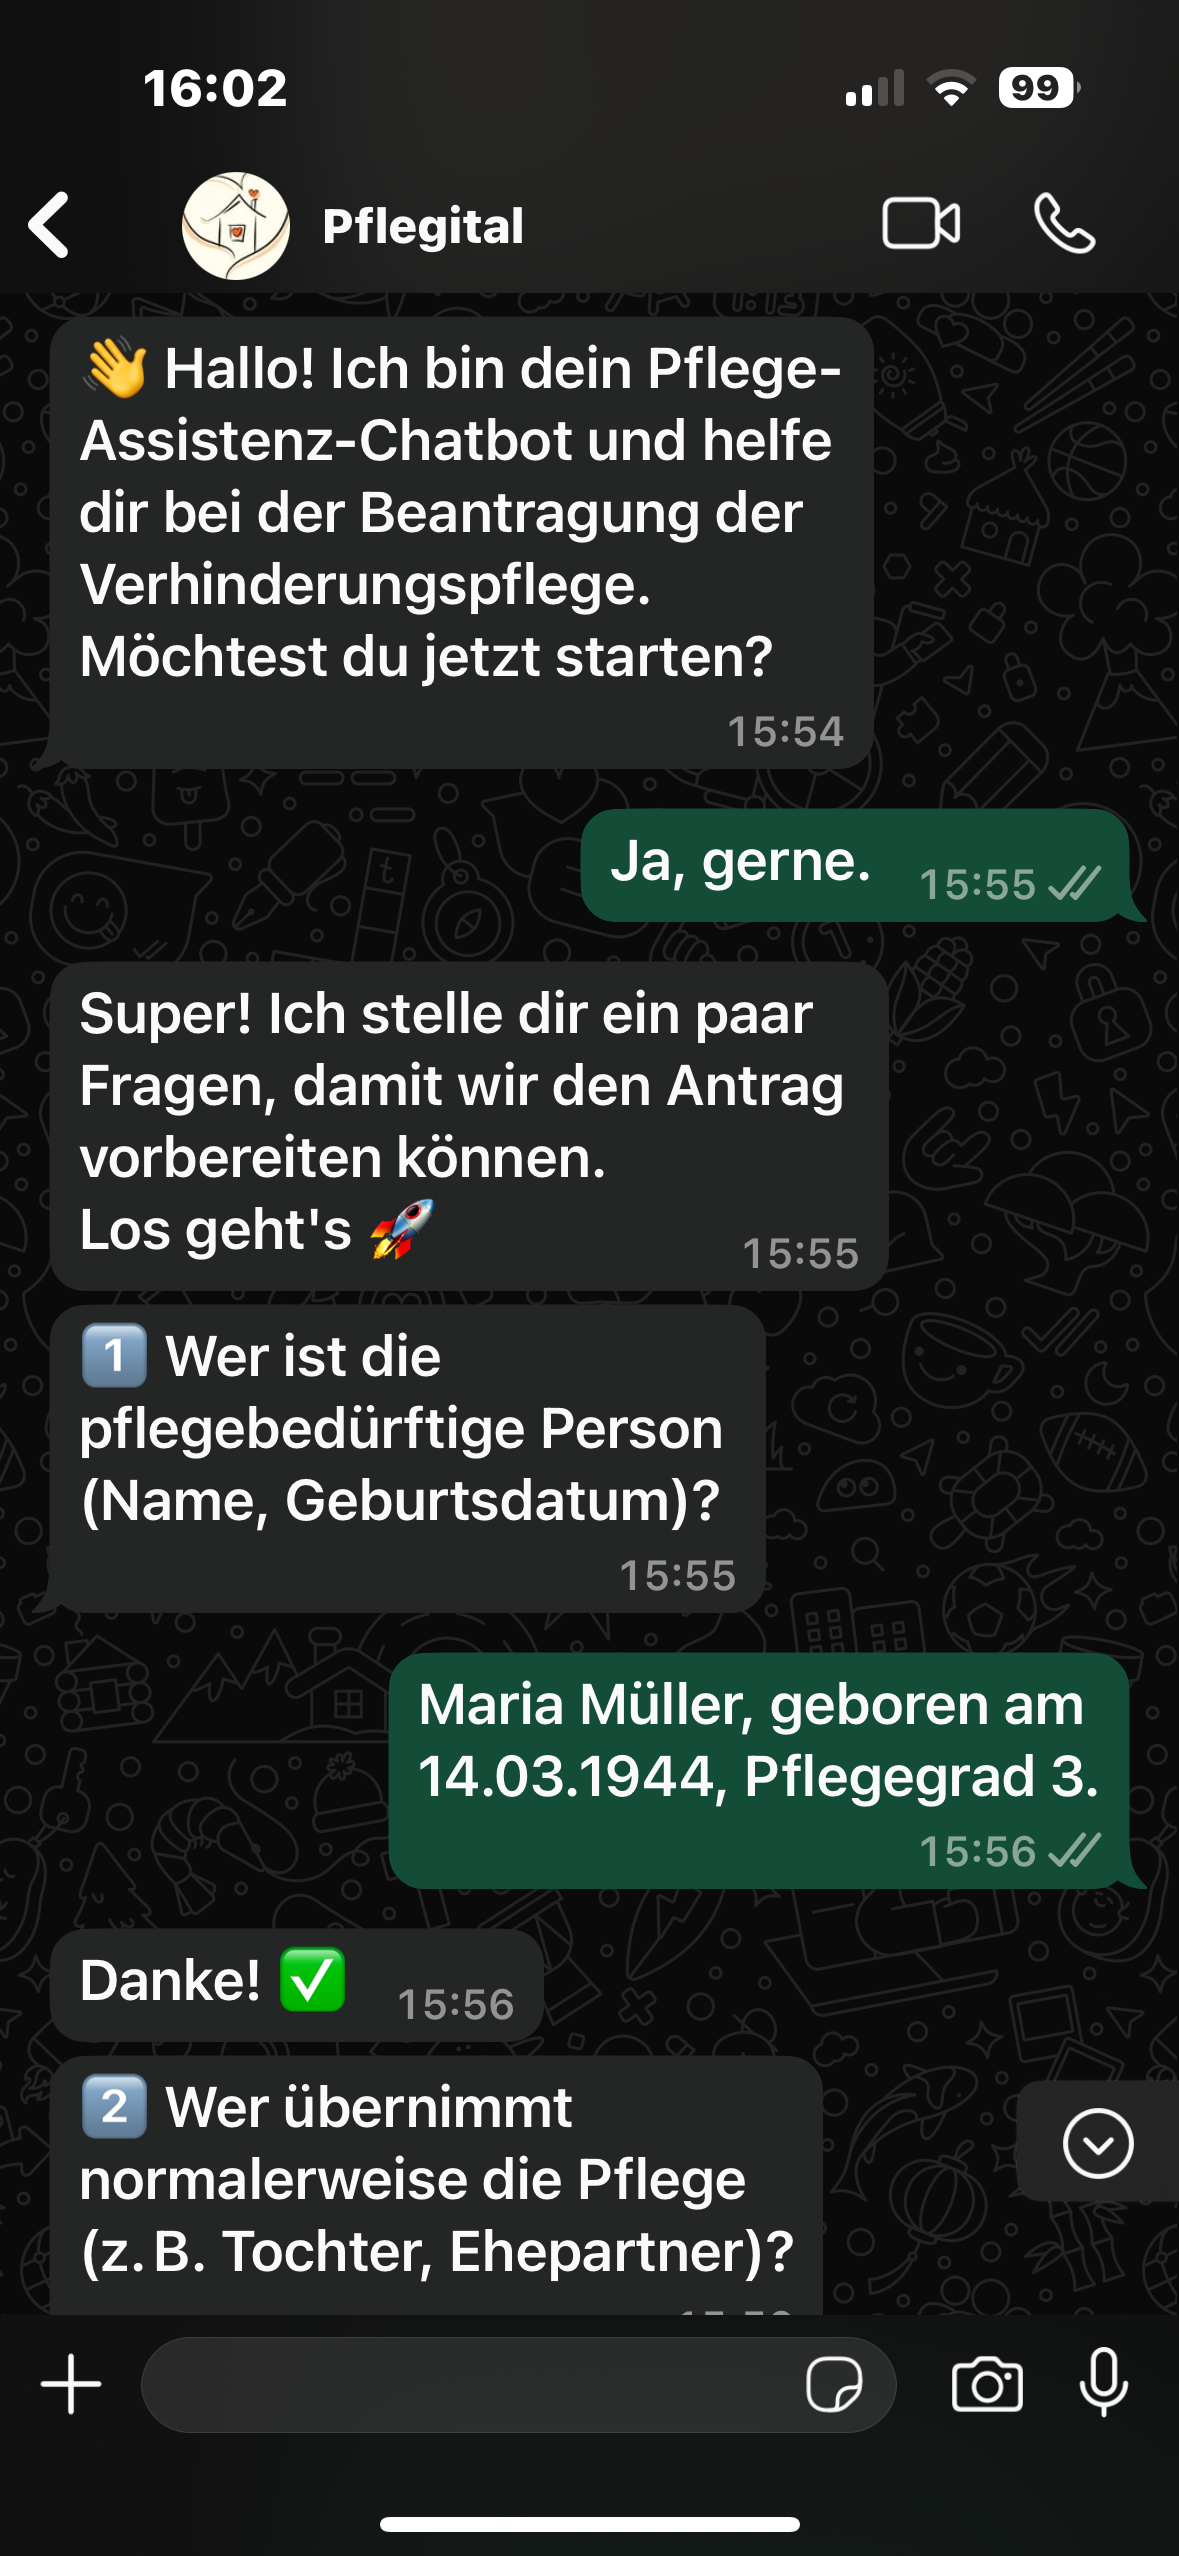 16:02
99
Pflegital
👋 Hallo! Ich bin dein Pflege-
Assistenz-Chatbot und helfe
dir bei der Beantragung der
Verhinderungspflege.
Möchtest du jetzt starten?
15:54
Ja, gerne. 15:55
Super! Ich stelle dir ein paar
Fragen, damit wir den Antrag
vorbereiten können.
Los geht's 🚀 15:55
1️⃣ Wer ist die
pflegebedürftige Person
(Name, Geburtsdatum)?
15:55
Maria Müller, geboren am
14.03.1944, Pflegegrad 3.
15:56
Danke! ✅ 15:56
2️⃣ Wer übernimmt
normalerweise die Pflege
(z. B. Tochter, Ehepartner)?